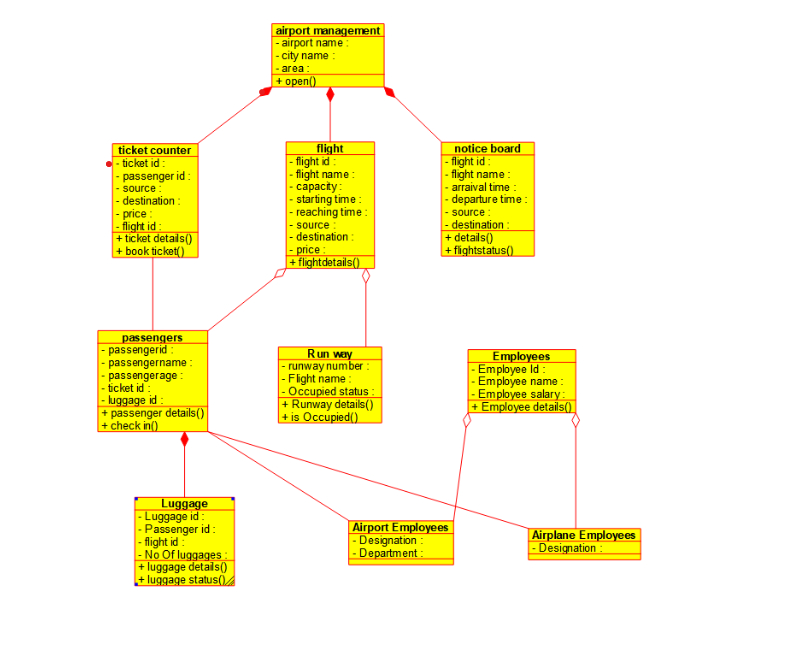 airport management
- airport name :
- city name :
- area :
+ open()
ticket counter
- ticket id :
- passenger id :
- source :
- destination :
- price :
- flight id :
+ ticket details()
+ book ticket()
flight
- flight id :
- flight name :
- capacity :
- starting time :
- reaching time :
- source :
- destination :
- price :
+ flightdetails()
notice board
- flight id :
- flight name :
- arraival time :
- departure time :
- source :
- destination :
+ details()
+ flightstatus()
passengers
- passengerid :
- passengername :
- passengerage :
- ticket id :
- luggage id :
+ passenger details()
+ check in()
Run way
- runway number :
- Flight name :
- Occupied status :
+ Runway details()
+ is Occupied()
Employees
- Employee Id :
- Employee name :
- Employee salary :
+ Employee details()
Luggage
- Luggage id :
- Passenger id :
- flight id :
- No Of luggages :
+ luggage details()
+ luggage status()
Airport Employees
- Designation :
- Department :
Airplane Employees
- Designation :